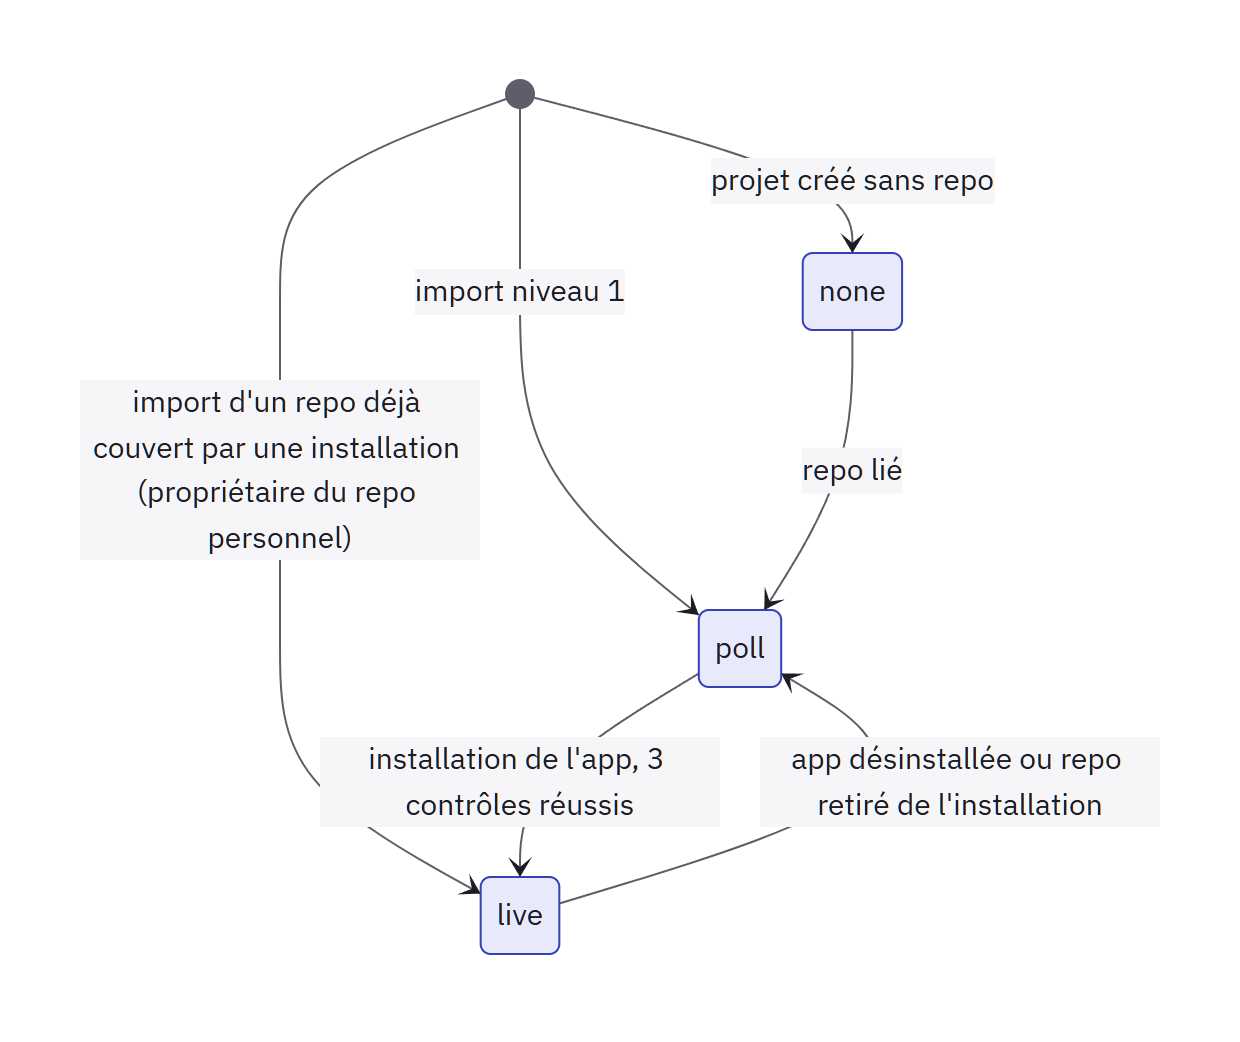 projet créé sans repo
import niveau 1
none
import d'un repo déjà
couvert par une installation
(propriétaire du repo
personnel)
repo lié
poll
installation de l'app, 3
contrôles réussis
app désinstallée ou repo
retiré de l'installation
live